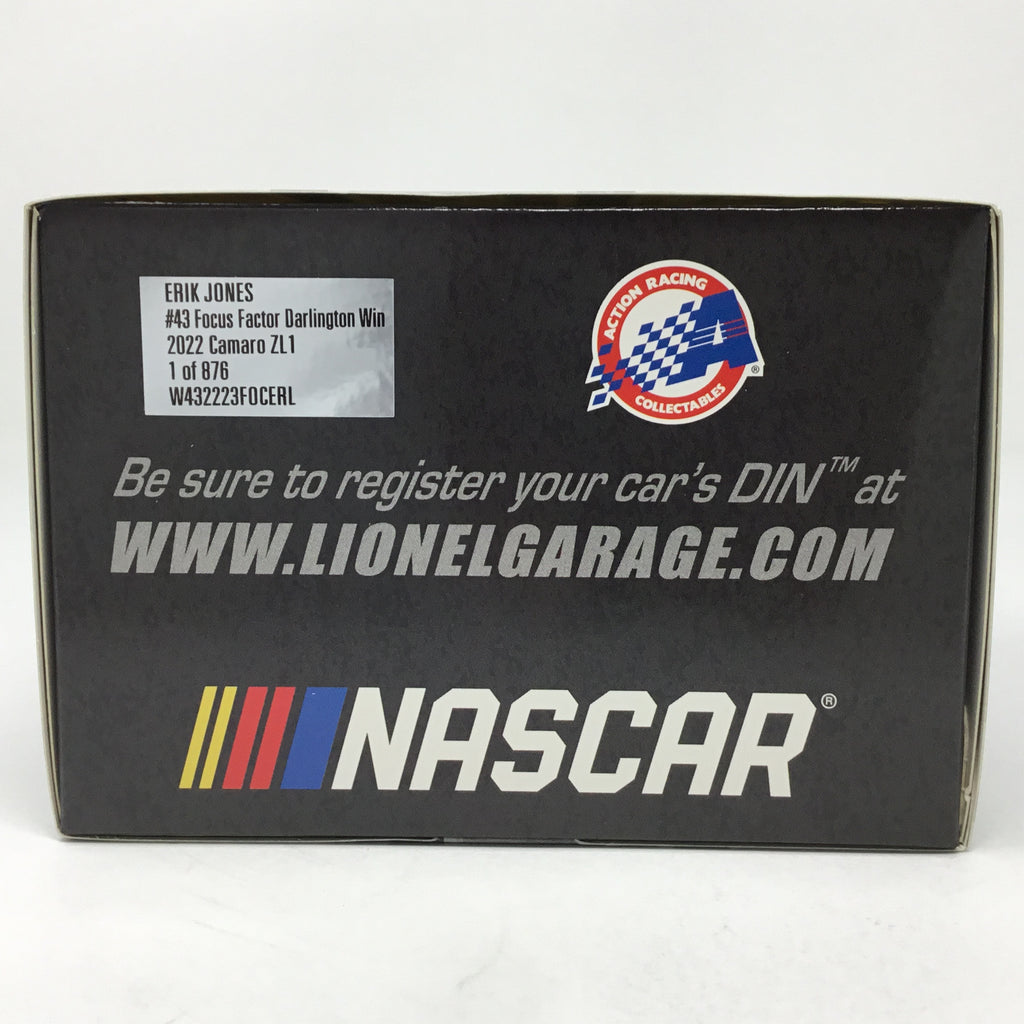 ERIK JONES
#43 Focus Factor Darlington Win
2022 Camaro ZL1
1 of 876
W432223FOCERL
ACTION RACING
A
COLLECTABLES
®
Be sure to register your car's DIN™ at
WWW.LIONELGARAGE.COM
NASCAR®